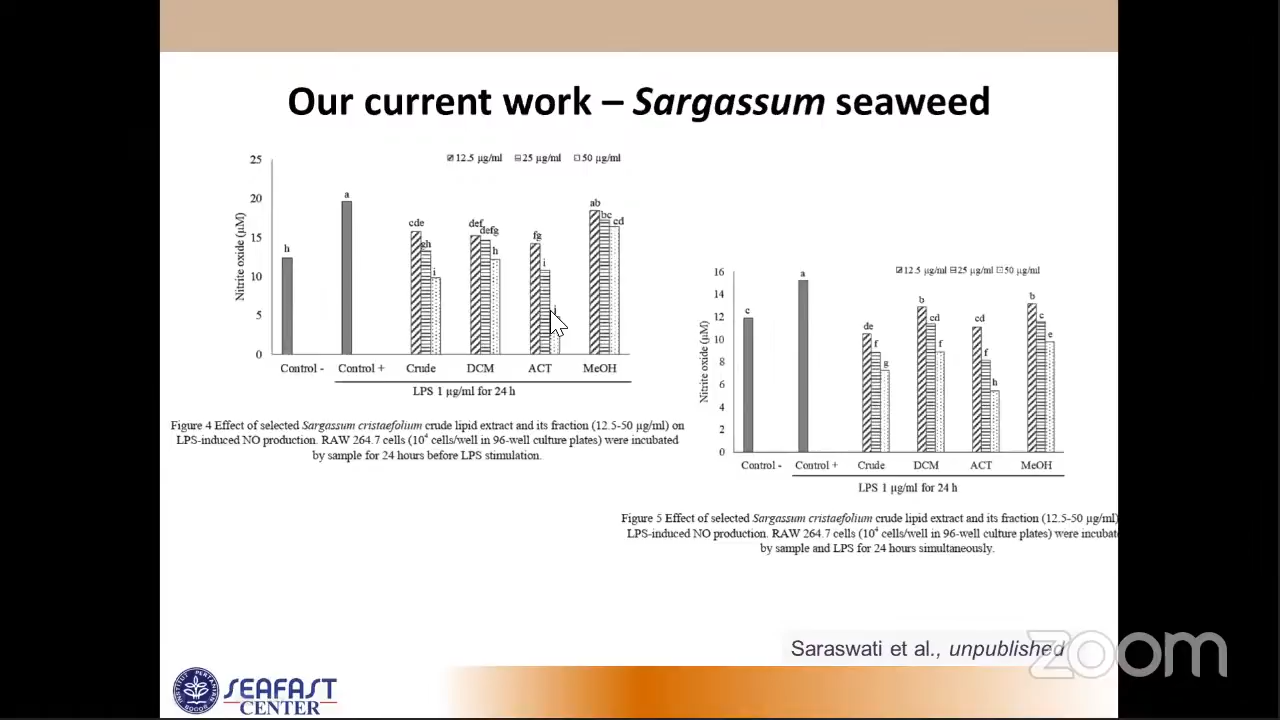 Our current work – Sargassum seaweed
25
20
15
10
5
0
Nitrite oxide (µM)
12.5 µg/ml 25 µg/ml 50 µg/ml
h
a
cde
gh
i
def
defg
h
fg
i
j
ab
bc
cd
Control - Control + Crude DCM ACT MeOH
LPS 1 µg/ml for 24 h
Figure 4 Effect of selected Sargassum cristaefolium crude lipid extract and its fraction (12.5-50 µg/ml) on
LPS-induced NO production. RAW 264.7 cells (10⁴ cells/well in 96-well culture plates) were incubated
by sample for 24 hours before LPS stimulation.
16
14
12
10
8
6
4
2
0
Nitrite oxide (µM)
12.5 µg/ml 25 µg/ml 50 µg/ml
c
a
de
f
g
b
cd
f
cd
f
h
b
c
e
Control - Control + Crude DCM ACT MeOH
LPS 1 µg/ml for 24 h
Figure 5 Effect of selected Sargassum cristaefolium crude lipid extract and its fraction (12.5-50 µg/ml)
LPS-induced NO production. RAW 264.7 cells (10⁴ cells/well in 96-well culture plates) were incubat
by sample and LPS for 24 hours simultaneously.
Saraswati et al., unpublished
zoom
INSTITUT PERTANIAN
BOGOR
SEAFAST
CENTER